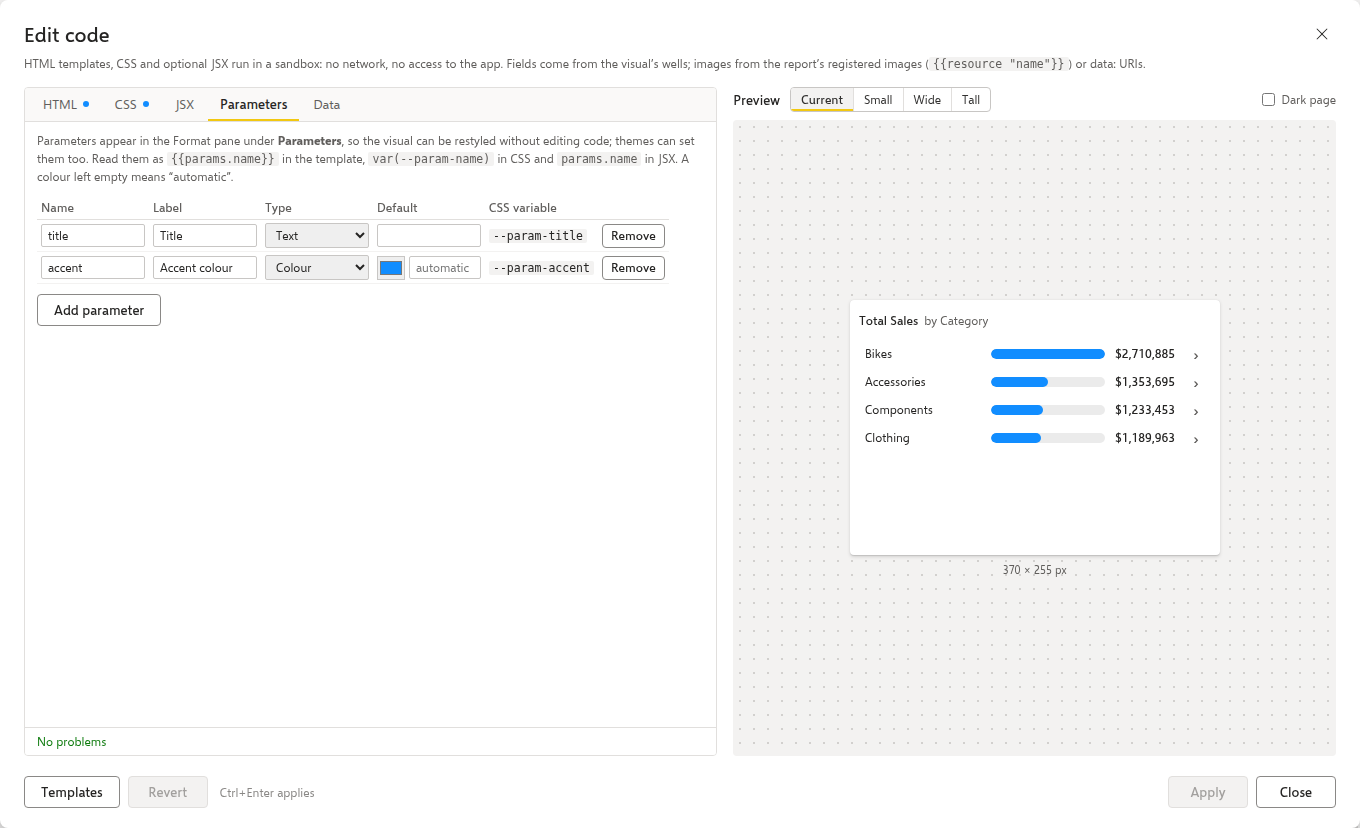 Edit code
HTML templates, CSS and optional JSX run in a sandbox: no network, no access to the app. Fields come from the visual's wells; images from the report's registered images ( {{resource "name"}} ) or data: URIs.
HTML CSS JSX Parameters Data
Parameters appear in the Format pane under Parameters, so the visual can be restyled without editing code; themes can set
them too. Read them as {{params.name}} in the template, var(--param-name) in CSS and params.name in JSX. A
colour left empty means “automatic”.
Name Label Type Default CSS variable
title Title Text --param-title Remove
accent Accent colour Colour automatic --param-accent Remove
Add parameter
No problems
Preview Current Small Wide Tall Dark page
Total Sales by Category
Bikes $2,710,885 ›
Accessories $1,353,695 ›
Components $1,233,453 ›
Clothing $1,189,963 ›
370 × 255 px
Templates Revert Ctrl+Enter applies Apply Close